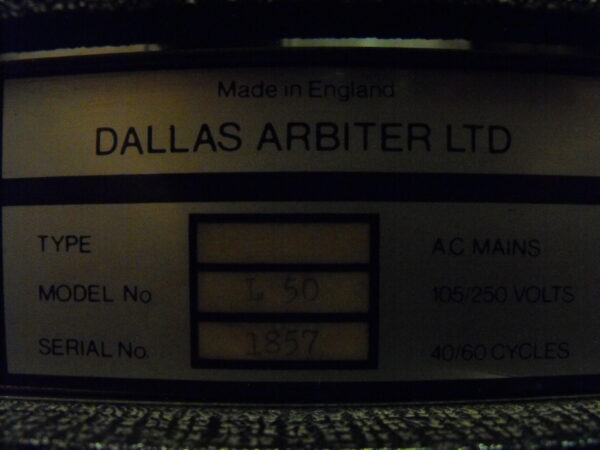 Made in England
DALLAS ARBITER LTD
TYPE
A.C MAINS
MODEL No L 50 105/250 VOLTS
SERIAL No. 1857 40/60 CYCLES